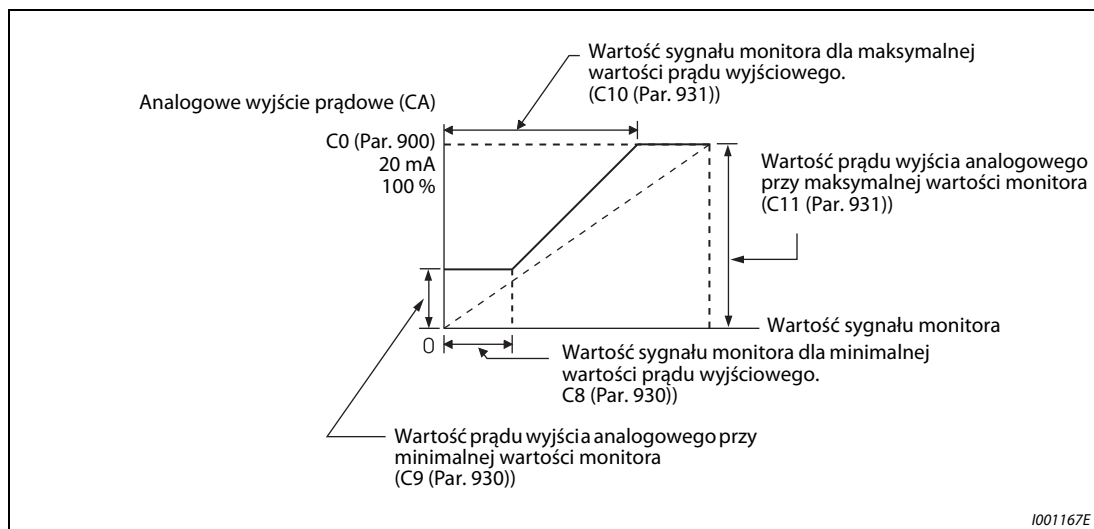 Wartość sygnału monitora dla maksymalnej
wartości prądu wyjściowego.
(C10 (Par. 931))
Analogowe wyjście prądowe (CA)
C0 (Par. 900)
20 mA
100 %
Wartość prądu wyjścia analogowego
przy maksymalnej wartości monitora
(C11 (Par. 931))
Wartość sygnału monitora
0
Wartość sygnału monitora dla minimalnej
wartości prądu wyjściowego.
C8 (Par. 930))
Wartość prądu wyjścia analogowego przy
minimalnej wartości monitora
(C9 (Par. 930))
I001167E